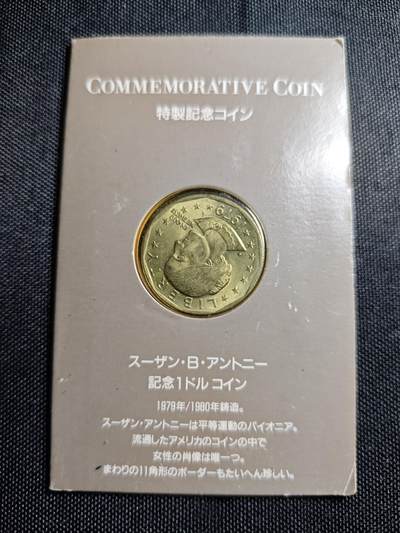 COMMEMORATIVE COIN
特製記念コイン
LIBERTY
1979
スーザン・B・アントニー
記念1ドル コイン
1979年/1980年鋳造。
スーザン・アントニーは平等運動のパイオニア。
流通したアメリカのコインの中で
女性の肖像は唯一つ。
まわりの11角形のボーダーもたいへん珍しい。